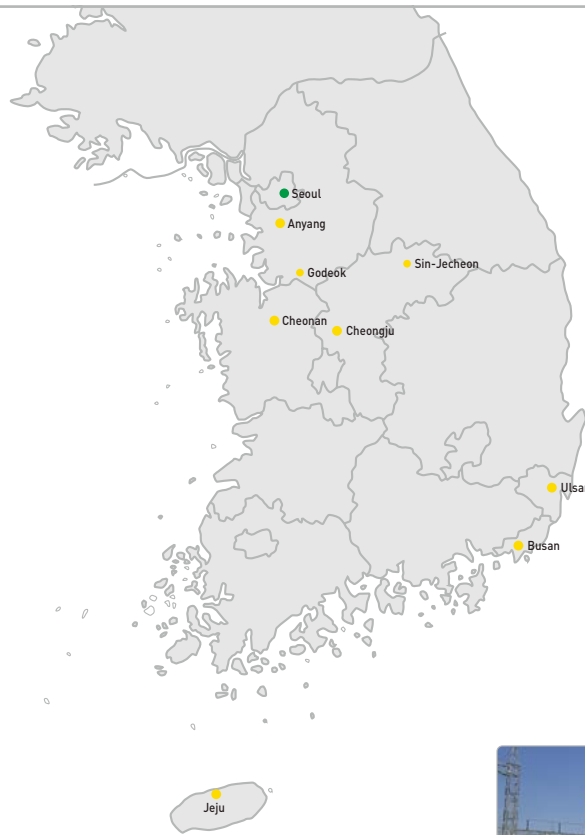 Seoul
Anyang
Sin-Jecheon
Godeok
Cheonan
Cheongju
Ulsan
Busan
Jeju